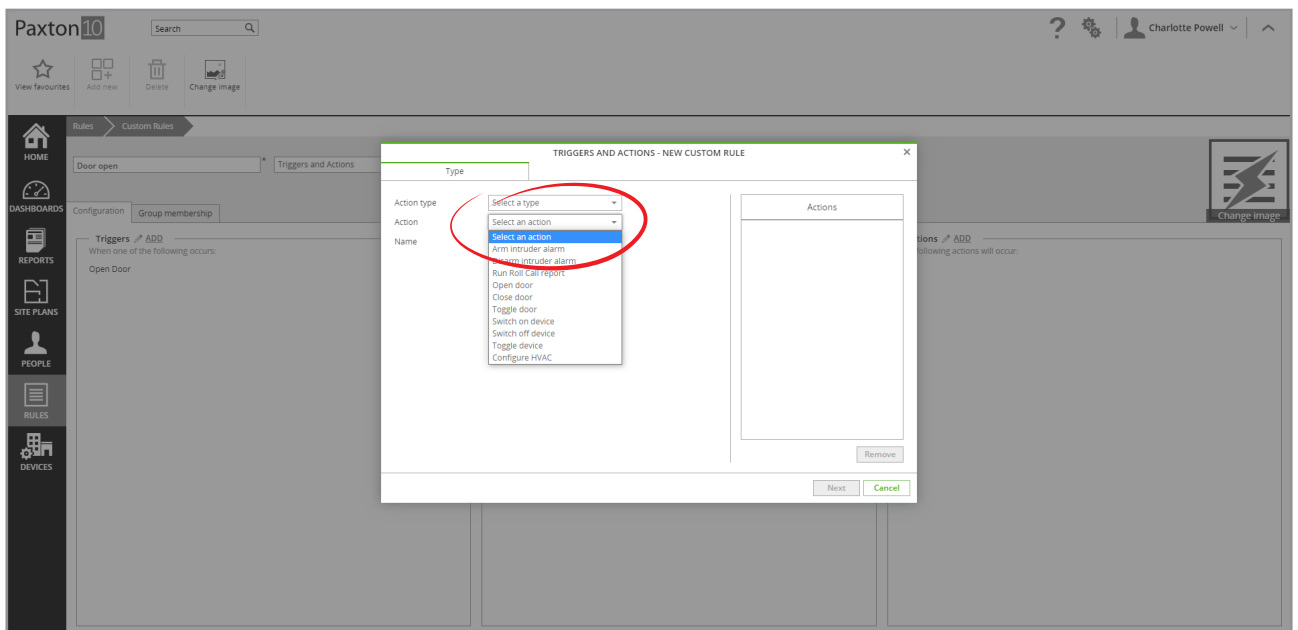 Paxton10
Search
Charlotte Powell
View favourites
Add new
Delete
Change image
Rules
Custom Rules
HOME
DASHBOARDS
REPORTS
SITE PLANS
PEOPLE
RULES
DEVICES
Door open
*
Triggers and Actions
Change image
Configuration
Group membership
Triggers ADD
When one of the following occurs:
Open Door
tions ADD
following actions will occur:
TRIGGERS AND ACTIONS - NEW CUSTOM RULE
Type
Action type
Select a type
Action
Select an action
Name
Select an action
Arm intruder alarm
Disarm intruder alarm
Run Roll Call report
Open door
Close door
Toggle door
Switch on device
Switch off device
Toggle device
Configure HVAC
Actions
Remove
Next
Cancel